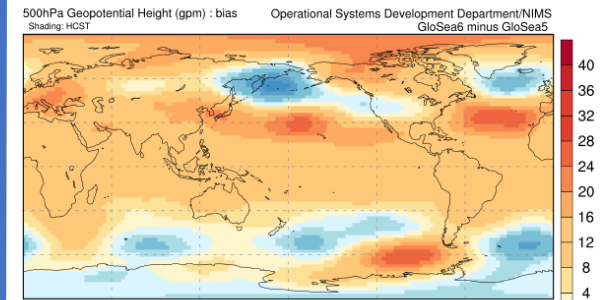 500hPa Geopotential Height (gpm) : bias
Operational Systems Development Department/NIMS
Shading: HCST
GloSea6 minus GloSea5
40
36
32
28
24
20
16
12
8
4